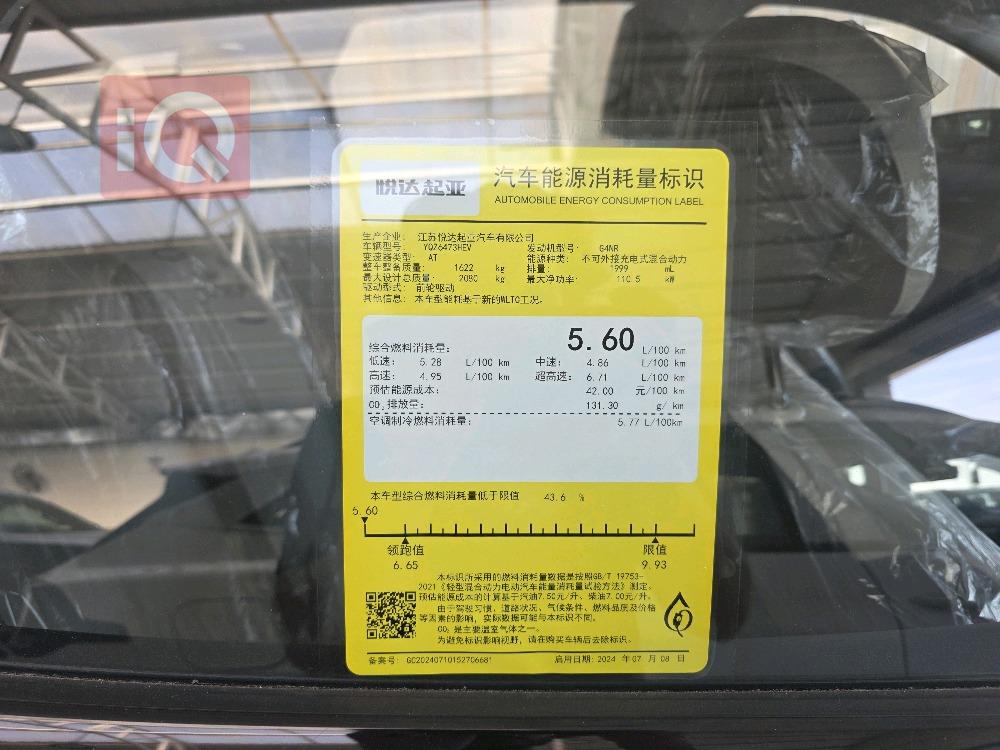 iQ
悦达起亚
汽车能源消耗量标识
AUTOMOBILE ENERGY CONSUMPTION LABEL
生产企业: 江苏悦达起亚汽车有限公司
车辆型号: YQZ6473HEV 发动机型号: G4NR
变速器类型: AT 能源种类: 不可外接充电式混合动力
整车整备质量: 1622 kg 排量: 1999 mL
最大设计总质量: 2080 kg 最大净功率: 110.5 kW
驱动型式: 前轮驱动
其他信息: 本车型能耗基于新的WLTC工况。
综合燃料消耗量: 5.60 L/100 km
低速: 5.28 L/100 km 中速: 4.86 L/100 km
高速: 4.95 L/100 km 超高速: 6.71 L/100 km
预估能源成本: 42.00 元/100 km
CO₂排放量: 131.30 g/ km
空调制冷燃料消耗量: 5.77 L/100km
本车型综合燃料消耗量低于限值 43.6 %
5.60
领跑值 限值
6.65 9.93
本标识所采用的燃料消耗量数据是按照GB/T 19753-
2021《轻型混合动力电动汽车能量消耗量试验方法》测定。
预估能源成本的计算基于汽油7.50元/升、柴油7.00元/升。
由于驾驶习惯、道路状况、气候条件、燃料品质及价格
等因素的影响, 实际数据可能与本标识不同。
CO₂是主要温室气体之一。
为避免标识影响视野, 请在购买车辆后去除标识。
备案号: GC20240710152706681 启用日期: 2024 年 07 月 08 日